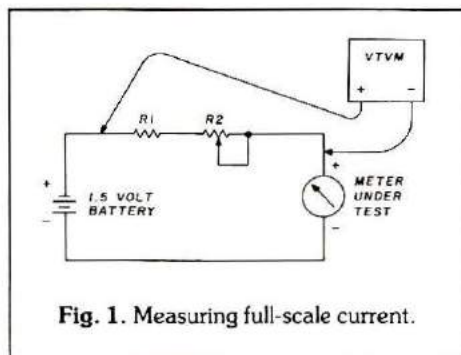 VTVM
+ -
R1 R2
+
-
1.5 VOLT
BATTERY
+
METER
UNDER
TEST
-
Fig. 1. Measuring full-scale current.